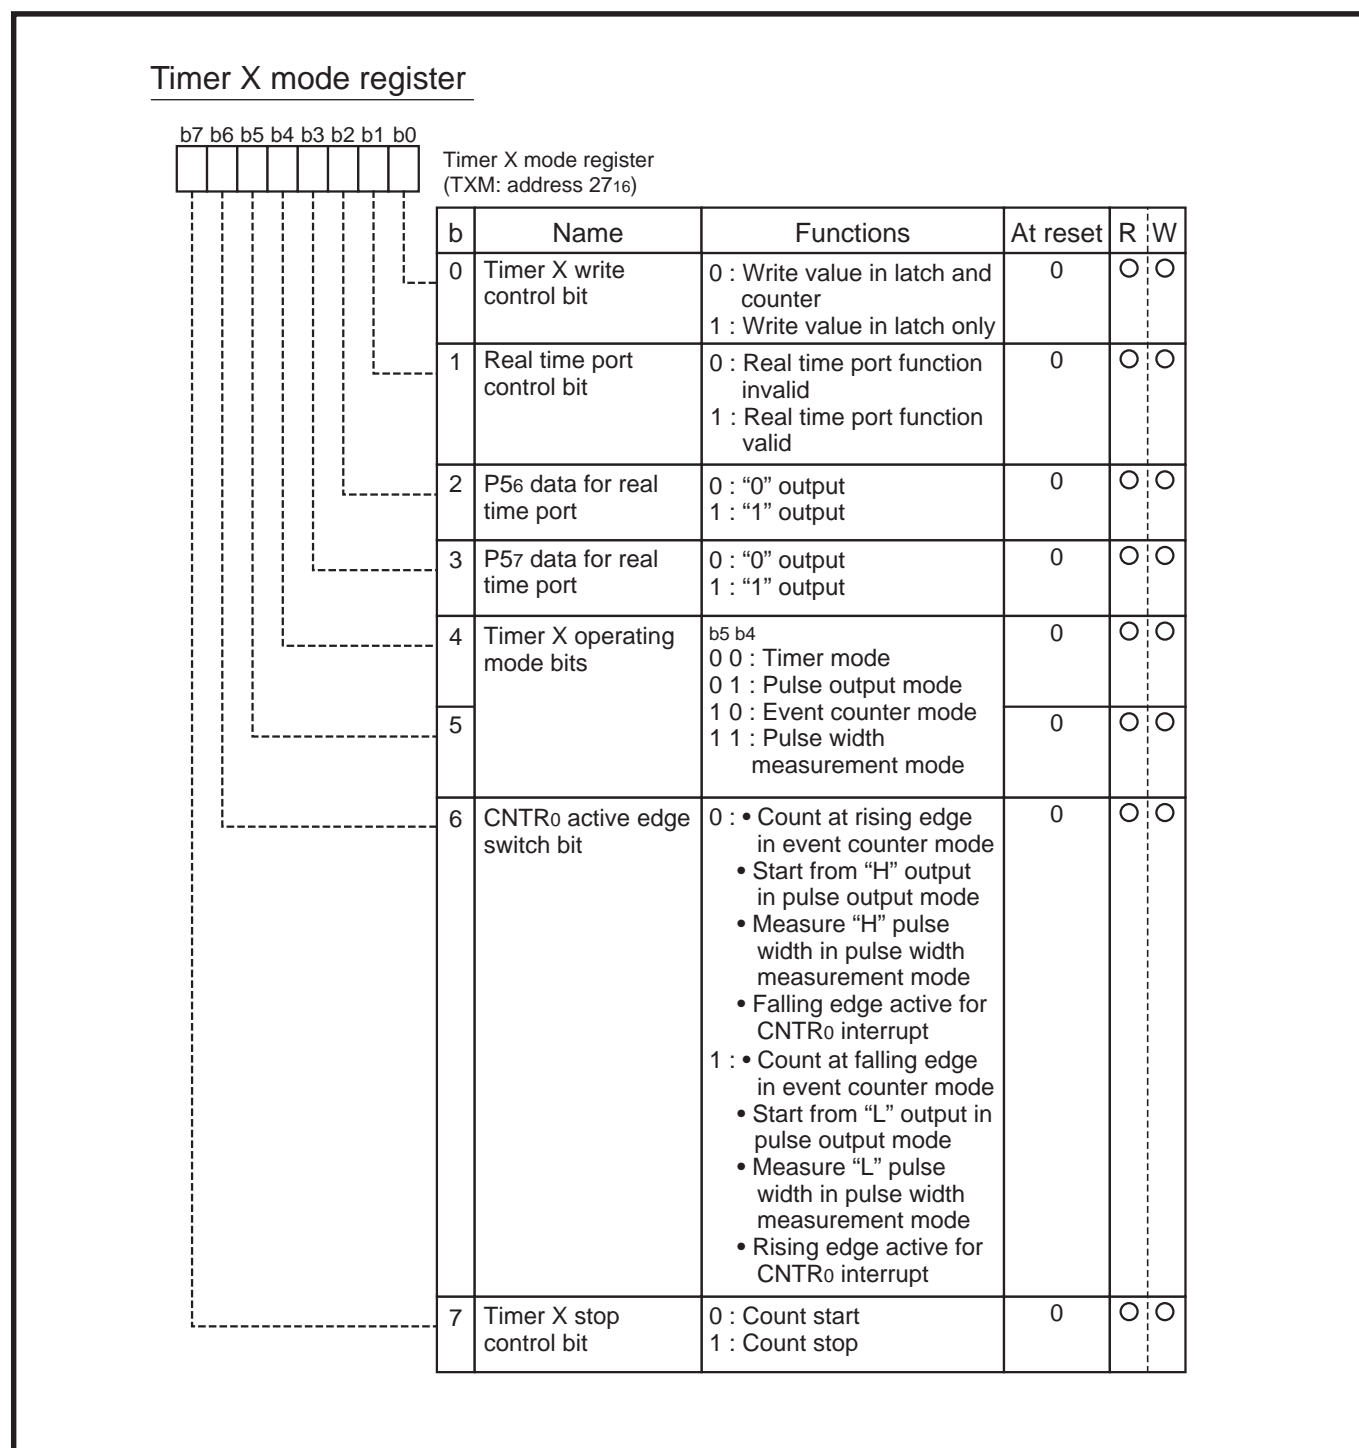 Timer X mode register
b7 b6 b5 b4 b3 b2 b1 b0
Timer X mode register
(TXM: address 2716)
b Name Functions At reset R W
0 Timer X write control bit 0 : Write value in latch and 0 ○ ○
counter
1 : Write value in latch only
1 Real time port control bit 0 : Real time port function 0 ○ ○
invalid
1 : Real time port function
valid
2 P56 data for real time port 0 : “0” output 0 ○ ○
1 : “1” output
3 P57 data for real time port 0 : “0” output 0 ○ ○
1 : “1” output
4 Timer X operating mode bits b5 b4 0 ○ ○
0 0 : Timer mode
0 1 : Pulse output mode
1 0 : Event counter mode
5 1 1 : Pulse width 0 ○ ○
measurement mode
6 CNTR0 active edge switch bit 0 : • Count at rising edge 0 ○ ○
in event counter mode
• Start from “H” output
in pulse output mode
• Measure “H” pulse
width in pulse width
measurement mode
• Falling edge active for
CNTR0 interrupt
1 : • Count at falling edge
in event counter mode
• Start from “L” output in
pulse output mode
• Measure “L” pulse
width in pulse width
measurement mode
• Rising edge active for
CNTR0 interrupt
7 Timer X stop control bit 0 : Count start 0 ○ ○
1 : Count stop